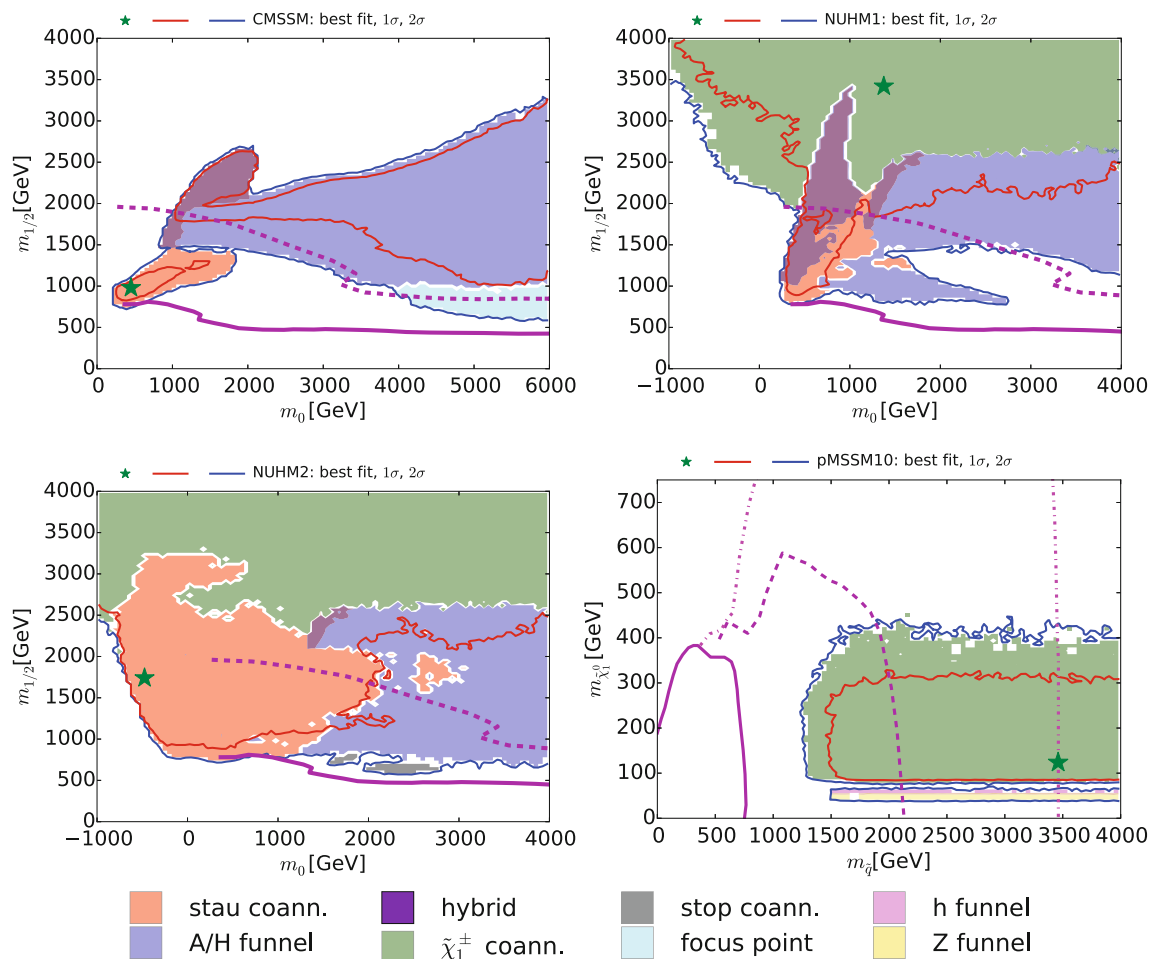 ★ — — CMSSM: best fit, 1σ, 2σ
4000
3500
3000
2500
2000
1500
1000
500
0
m₁/₂[GeV]
0 1000 2000 3000 4000 5000 6000
m₀[GeV]
★ — — NUHM1: best fit, 1σ, 2σ
4000
3500
3000
2500
2000
1500
1000
500
0
m₁/₂[GeV]
−1000 0 1000 2000 3000 4000
m₀[GeV]
★ — — NUHM2: best fit, 1σ, 2σ
4000
3500
3000
2500
2000
1500
1000
500
0
m₁/₂[GeV]
−1000 0 1000 2000 3000 4000
m₀[GeV]
★ — — pMSSM10: best fit, 1σ, 2σ
700
600
500
400
300
200
100
0
m_χ̃₁⁰[GeV]
0 500 1000 1500 2000 2500 3000 3500 4000
m_q̃[GeV]
stau coann. hybrid stop coann. h funnel
A/H funnel χ̃₁± coann. focus point Z funnel